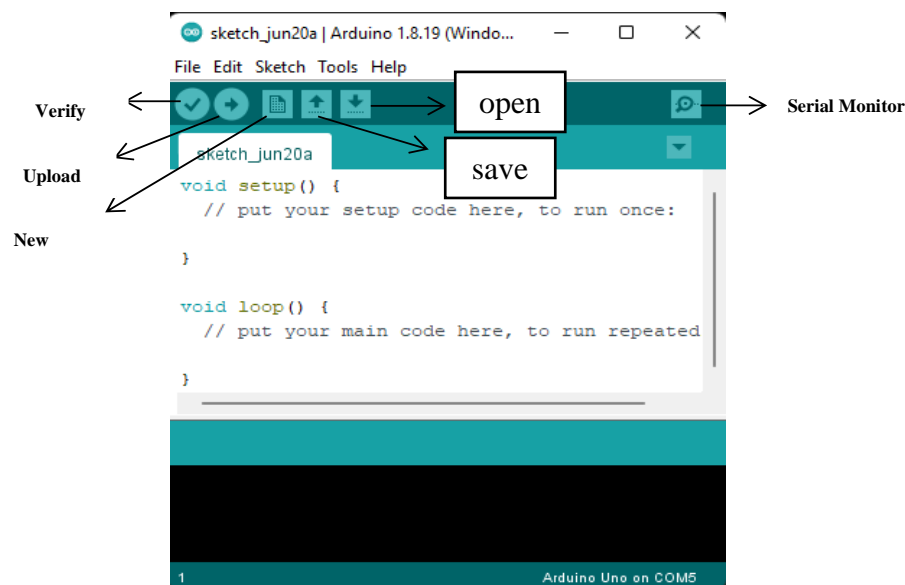 sketch_jun20a | Arduino 1.8.19 (Windo...
File Edit Sketch Tools Help
Verify
open
Serial Monitor
sketch_jun20a
save
Upload
New
void setup() {
// put your setup code here, to run once:
}
void loop() {
// put your main code here, to run repeated
}
1
Arduino Uno on COM5